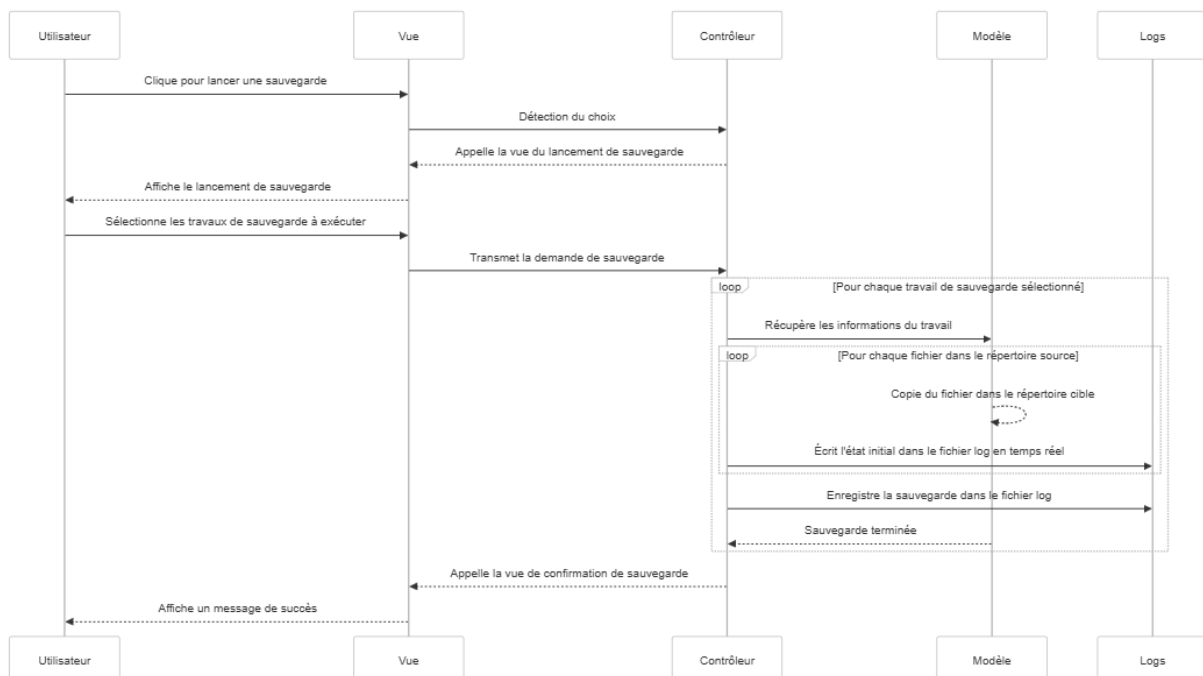 Utilisateur
Vue
Contrôleur
Modèle
Logs
Clique pour lancer une sauvegarde
Détection du choix
Appelle la vue du lancement de sauvegarde
Affiche le lancement de sauvegarde
Sélectionne les travaux de sauvegarde à exécuter
Transmet la demande de sauvegarde
loop
[Pour chaque travail de sauvegarde sélectionné]
Récupère les informations du travail
loop
[Pour chaque fichier dans le répertoire source]
Copie du fichier dans le répertoire cible
Écrit l'état initial dans le fichier log en temps réel
Enregistre la sauvegarde dans le fichier log
Sauvegarde terminée
Appelle la vue de confirmation de sauvegarde
Affiche un message de succès
Utilisateur
Vue
Contrôleur
Modèle
Logs